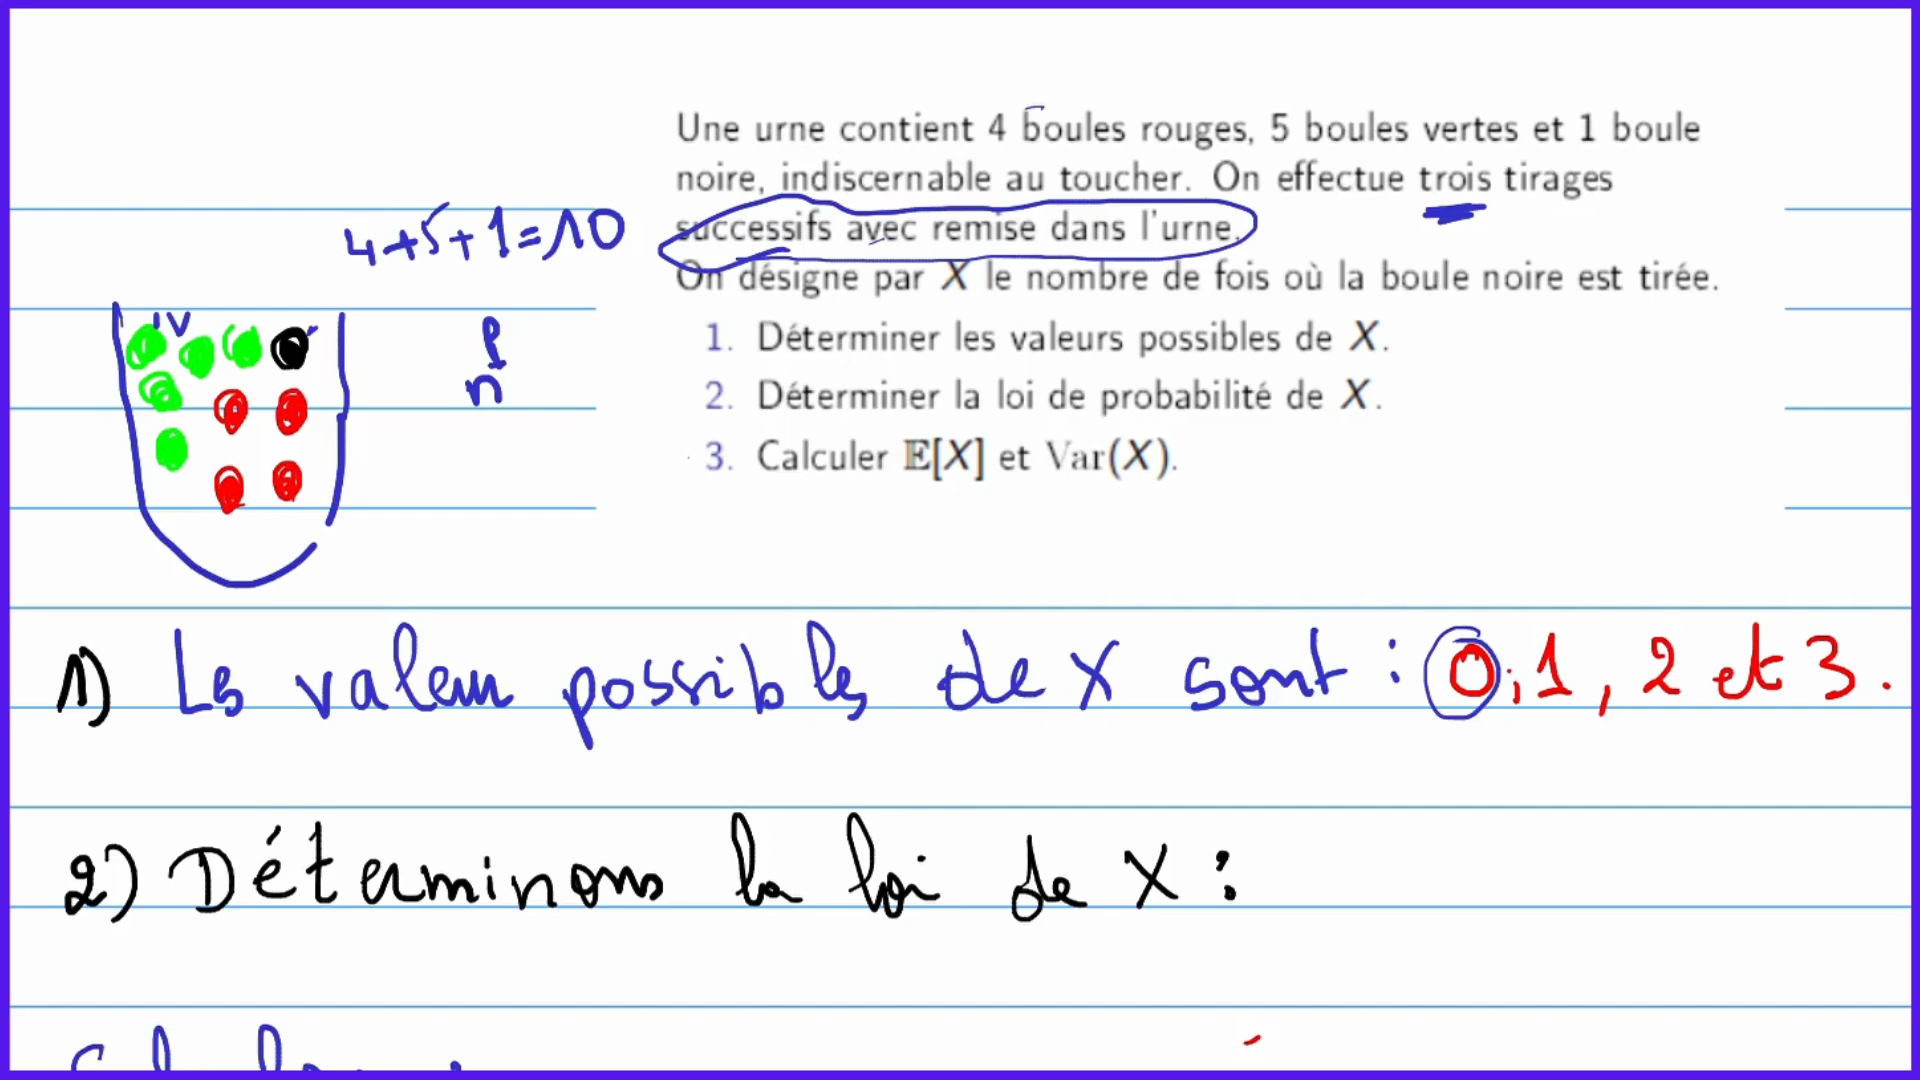 Une urne contient 4 boules rouges, 5 boules vertes et 1 boule
noire, indiscernable au toucher. On effectue trois tirages
successifs avec remise dans l'urne.
On désigne par X le nombre de fois où la boule noire est tirée.
1. Déterminer les valeurs possibles de X.
2. Déterminer la loi de probabilité de X.
3. Calculer 𝔼[X] et Var(X).
4+5+1=10
p
n
1) Les valeurs possibles de X sont : 0, 1, 2 et 3.
2) Déterminons la loi de X :